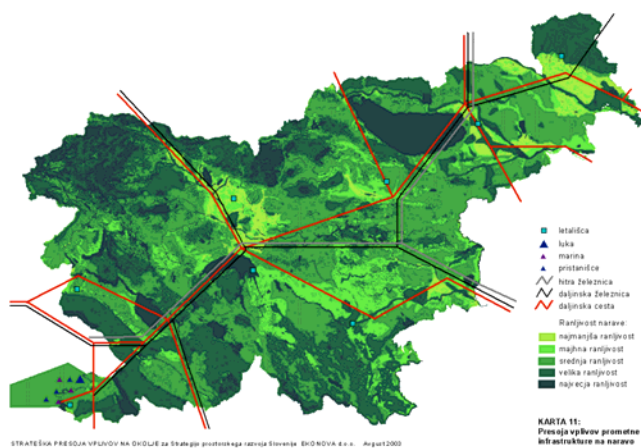 letališča
luka
marina
pristanišče
hitra železnica
daljinska železnica
daljinska cesta
Ranljivost narave:
najmanjša ranljivost
majhna ranljivost
srednja ranljivost
velika ranljivost
največja ranljivost
KARTA 11:
Presoja vplivov prometne
infrastrukture na naravo
STRATEŠKA PRESOJA VPLIVOV NA OKOLJE za Strategijo prostorskega razvoja Slovenije EKONOVA d.o.o. Avgust 2003